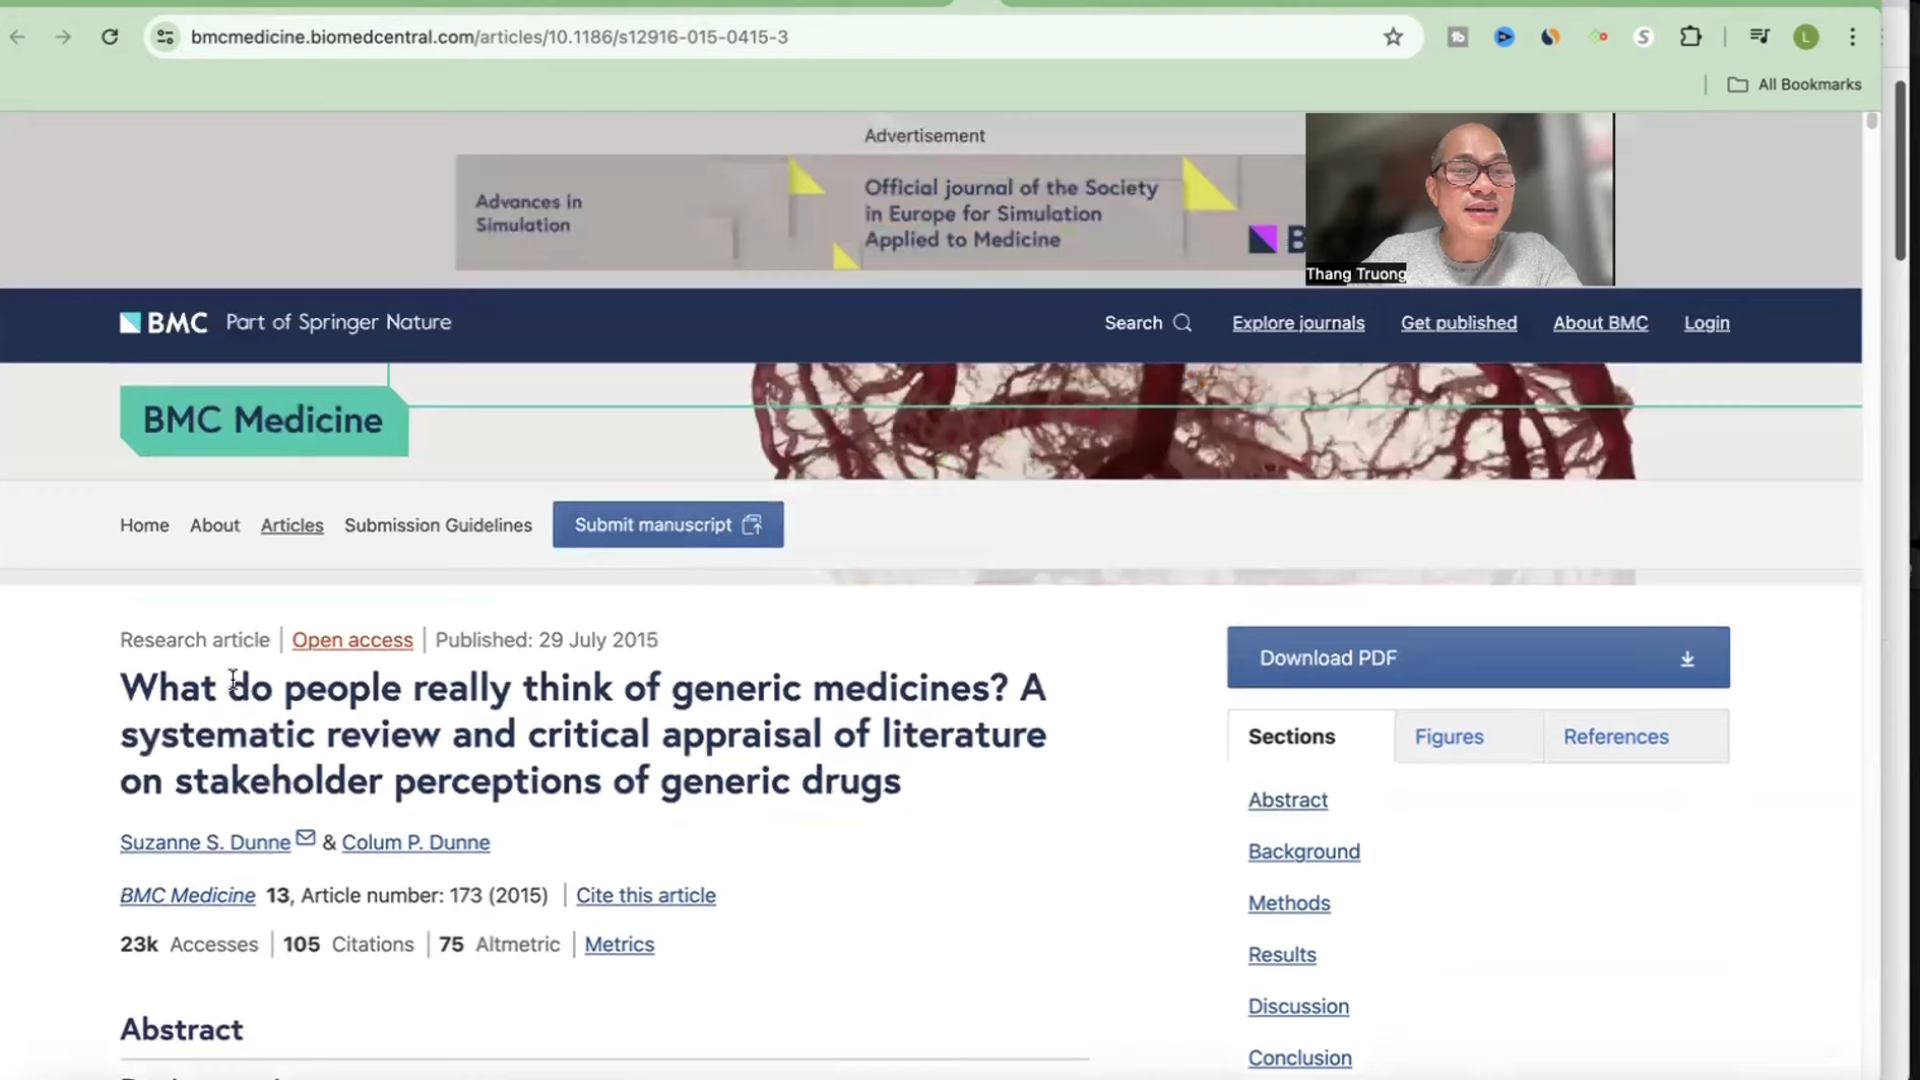 bmcmedicine.biomedcentral.com/articles/10.1186/s12916-015-0415-3
S
L
All Bookmarks
Advertisement
Advances in
Simulation
Official journal of the Society
in Europe for Simulation
Applied to Medicine
B
Thang Truong
BMC Part of Springer Nature
Search Explore journals Get published About BMC Login
BMC Medicine
Home About Articles Submission Guidelines Submit manuscript
Research article | Open access | Published: 29 July 2015
What do people really think of generic medicines? A
systematic review and critical appraisal of literature
on stakeholder perceptions of generic drugs
Suzanne S. Dunne & Colum P. Dunne
BMC Medicine 13, Article number: 173 (2015) | Cite this article
23k Accesses | 105 Citations | 75 Altmetric | Metrics
Abstract
Download PDF
Sections Figures References
Abstract
Background
Methods
Results
Discussion
Conclusion